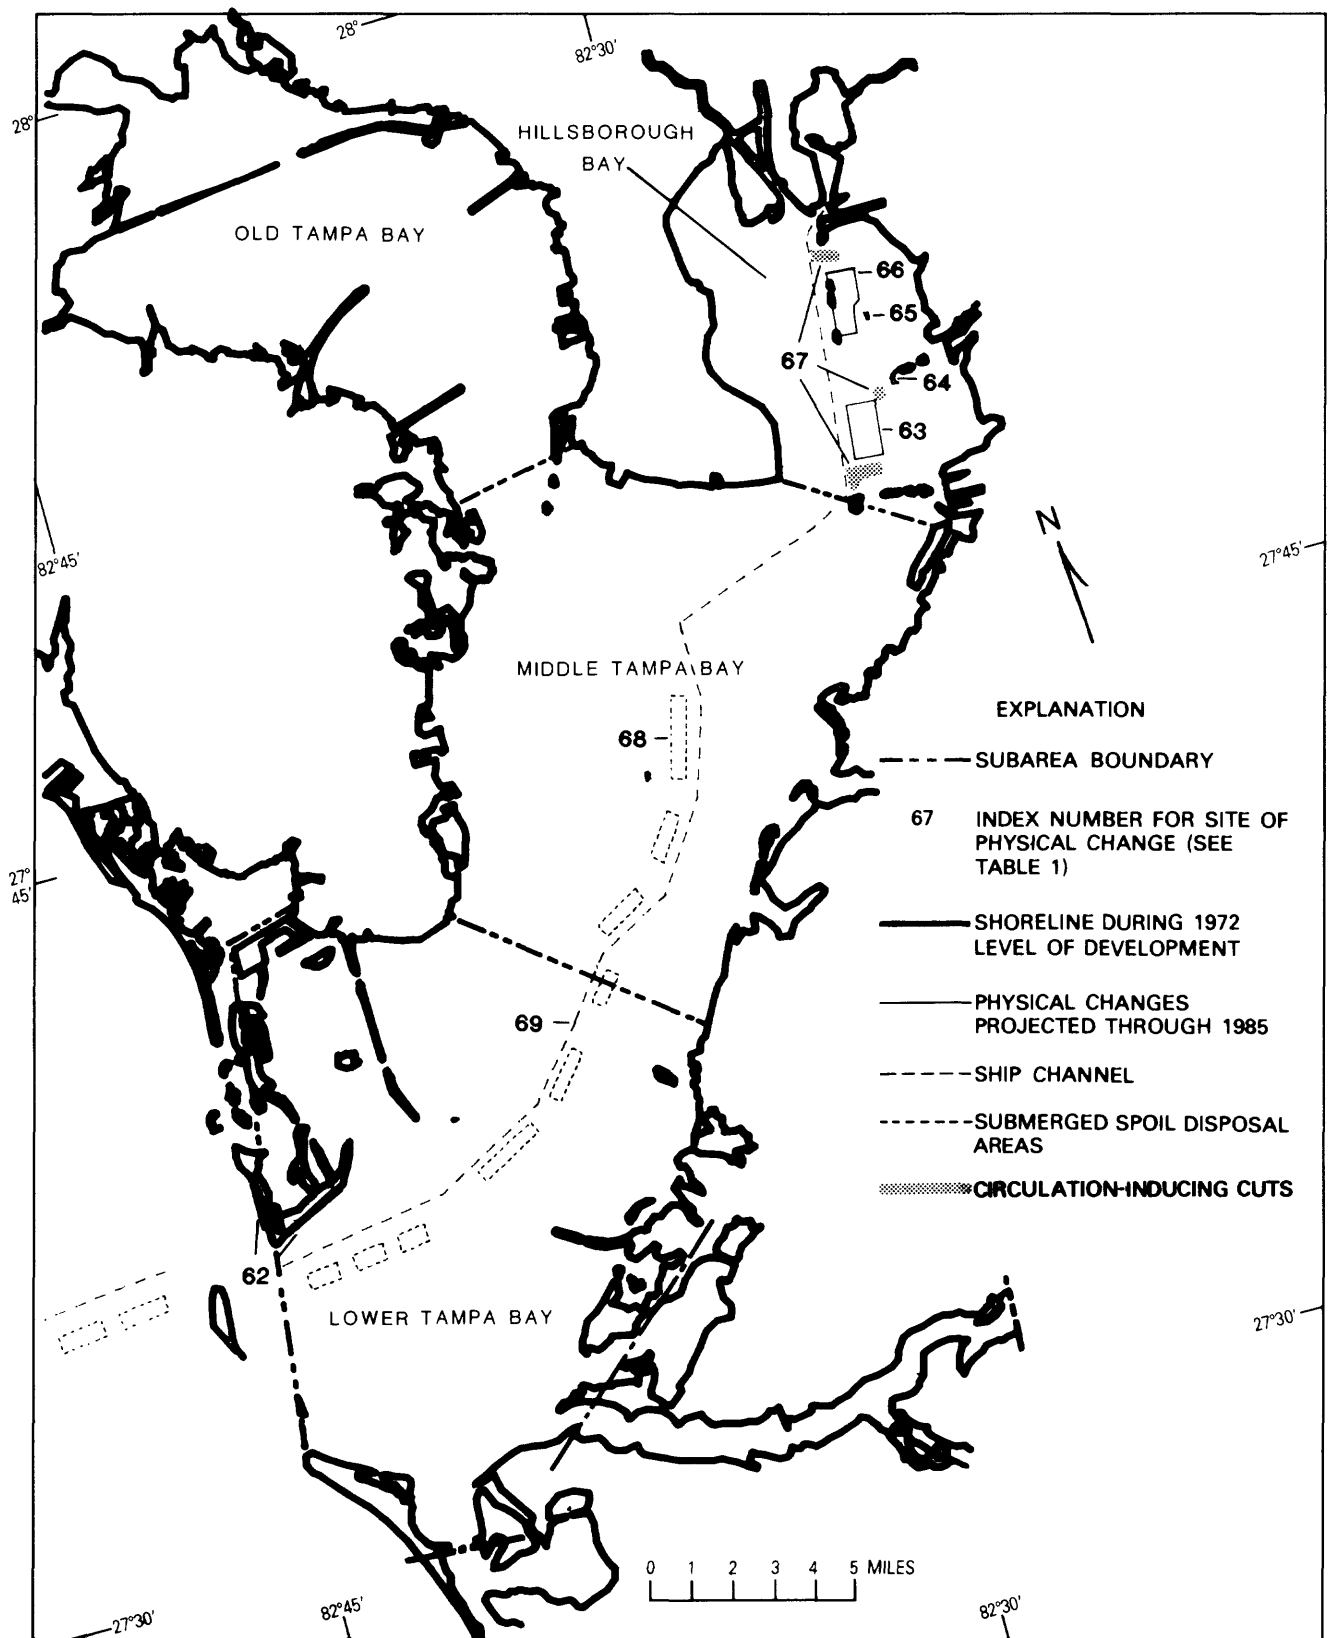 28°
82°30'
28°
HILLSBOROUGH
BAY
OLD TAMPA BAY
66
65
67
64
63
82°45'
N
27°45'
MIDDLE TAMPA BAY
68
EXPLANATION
SUBAREA BOUNDARY
67 INDEX NUMBER FOR SITE OF
PHYSICAL CHANGE (SEE
TABLE 1)
27°
45'
SHORELINE DURING 1972
LEVEL OF DEVELOPMENT
PHYSICAL CHANGES
PROJECTED THROUGH 1985
69
SHIP CHANNEL
SUBMERGED SPOIL DISPOSAL
AREAS
CIRCULATION-INDUCING CUTS
62
LOWER TAMPA BAY
27°30'
0 1 2 3 4 5 MILES
27°30'
82°45'
82°30'